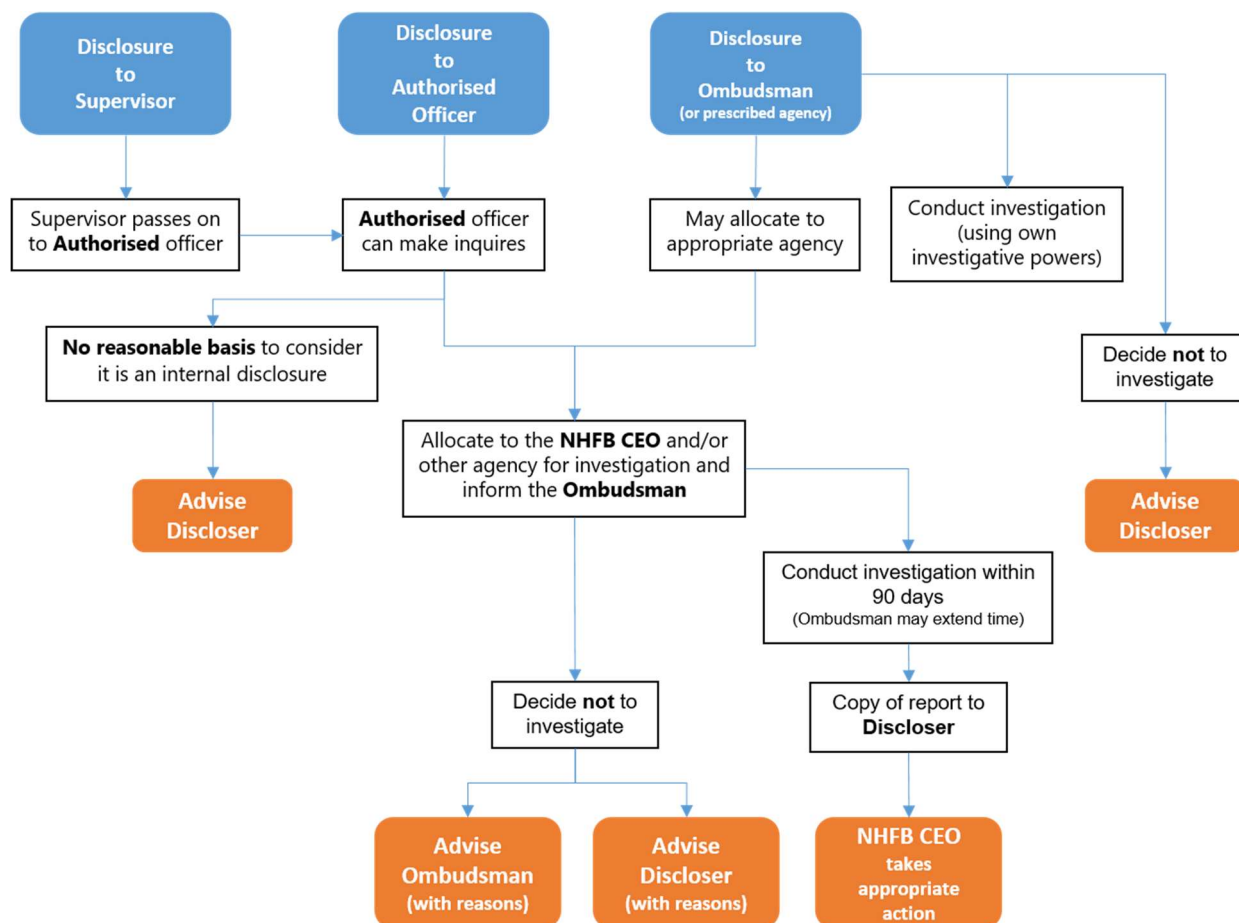 Disclosure
to
Supervisor
Disclosure
to
Authorised
Officer
Disclosure
to
Ombudsman
(or prescribed agency)
Supervisor passes on
to Authorised officer
Authorised officer
can make inquires
May allocate to
appropriate agency
Conduct investigation
(using own
investigative powers)
No reasonable basis to consider
it is an internal disclosure
Decide not to
investigate
Allocate to the NHFB CEO and/or
other agency for investigation and
inform the Ombudsman
Advise
Discloser
Advise
Discloser
Conduct investigation within
90 days
(Ombudsman may extend time)
Decide not to
investigate
Copy of report to
Discloser
Advise
Ombudsman
(with reasons)
Advise
Discloser
(with reasons)
NHFB CEO
takes
appropriate
action